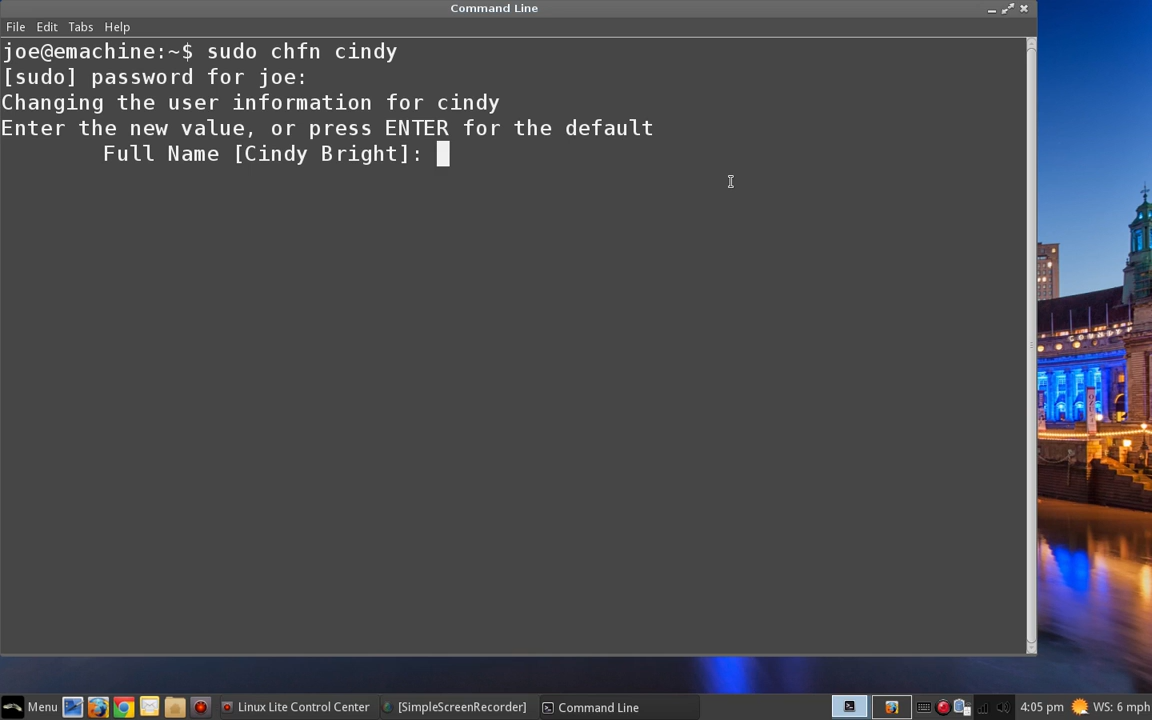 Command Line
File Edit Tabs Help
joe@emachine:~$ sudo chfn cindy
[sudo] password for joe:
Changing the user information for cindy
Enter the new value, or press ENTER for the default
Full Name [Cindy Bright]:
Menu Linux Lite Control Center [SimpleScreenRecorder] Command Line 4:05 pm WS: 6 mph